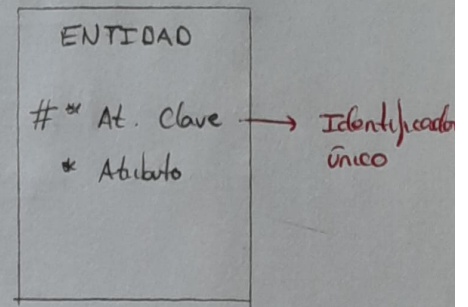 ENTIDAD
# * At. Clave → Identificador
único
* Atributo